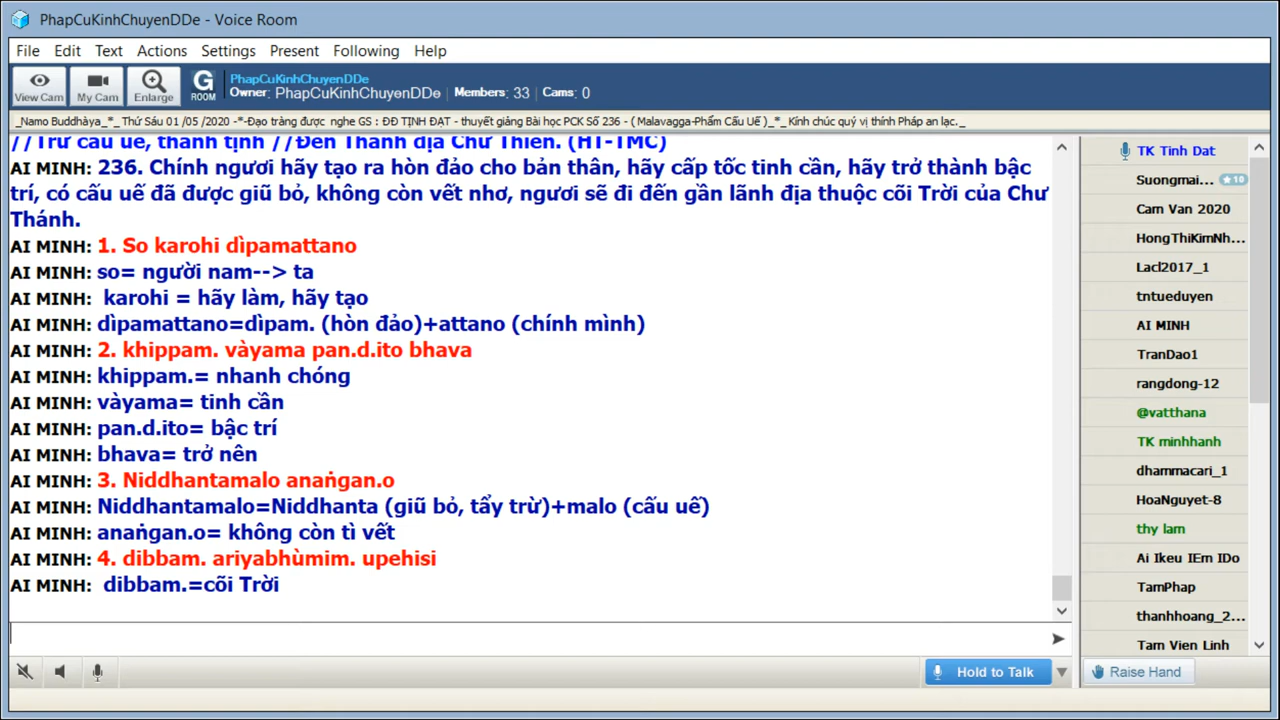 PhapCuKinhChuyenDDe - Voice Room
File Edit Text Actions Settings Present Following Help
View Cam My Cam Enlarge G ROOM
PhapCuKinhChuyenDDe
Owner: PhapCuKinhChuyenDDe Members: 33 Cams: 0
_Namo Buddhàya_*_ Thứ Sáu 01 /05 /2020 -*-Đạo tràng được nghe GS : ĐĐ TỊNH ĐẠT - thuyết giảng Bài học PCK Số 236 - ( Malavagga-Phẩm Cấu Uế )_*_ Kính chúc quý vị thính Pháp an lạc._
//Trừ cấu uế, thanh tịnh //Đến Thánh địa Chư Thiên. (HT-TMC)
AI MINH: 236. Chính ngươi hãy tạo ra hòn đảo cho bản thân, hãy cấp tốc tinh cần, hãy trở thành bậc
trí, có cấu uế đã được giũ bỏ, không còn vết nhơ, ngươi sẽ đi đến gần lãnh địa thuộc cõi Trời của Chư
Thánh.
AI MINH: 1. So karohi dìpamattano
AI MINH: so= người nam--> ta
AI MINH: karohi = hãy làm, hãy tạo
AI MINH: dìpamattano=dìpam. (hòn đảo)+attano (chính mình)
AI MINH: 2. khippam. vàyama pan.d.ito bhava
AI MINH: khippam.= nhanh chóng
AI MINH: vàyama= tinh cần
AI MINH: pan.d.ito= bậc trí
AI MINH: bhava= trở nên
AI MINH: 3. Niddhantamalo anaṅgan.o
AI MINH: Niddhantamalo=Niddhanta (giũ bỏ, tẩy trừ)+malo (cấu uế)
AI MINH: anaṅgan.o= không còn tì vết
AI MINH: 4. dibbam. ariyabhùmim. upehisi
AI MINH: dibbam.=cõi Trời
TK Tinh Dat
Suongmai... ★10
Cam Van 2020
HongThiKimNh...
Lacl2017_1
tntueduyen
AI MINH
TranDao1
rangdong-12
@vatthana
TK minhhanh
dhammacari_1
HoaNguyet-8
thy lam
Ai Ikeu IEm IDo
TamPhap
thanhhoang_2...
Tam Vien Linh
Hold to Talk
Raise Hand